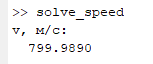 >> solve_speed
v, м/с:
799.9890